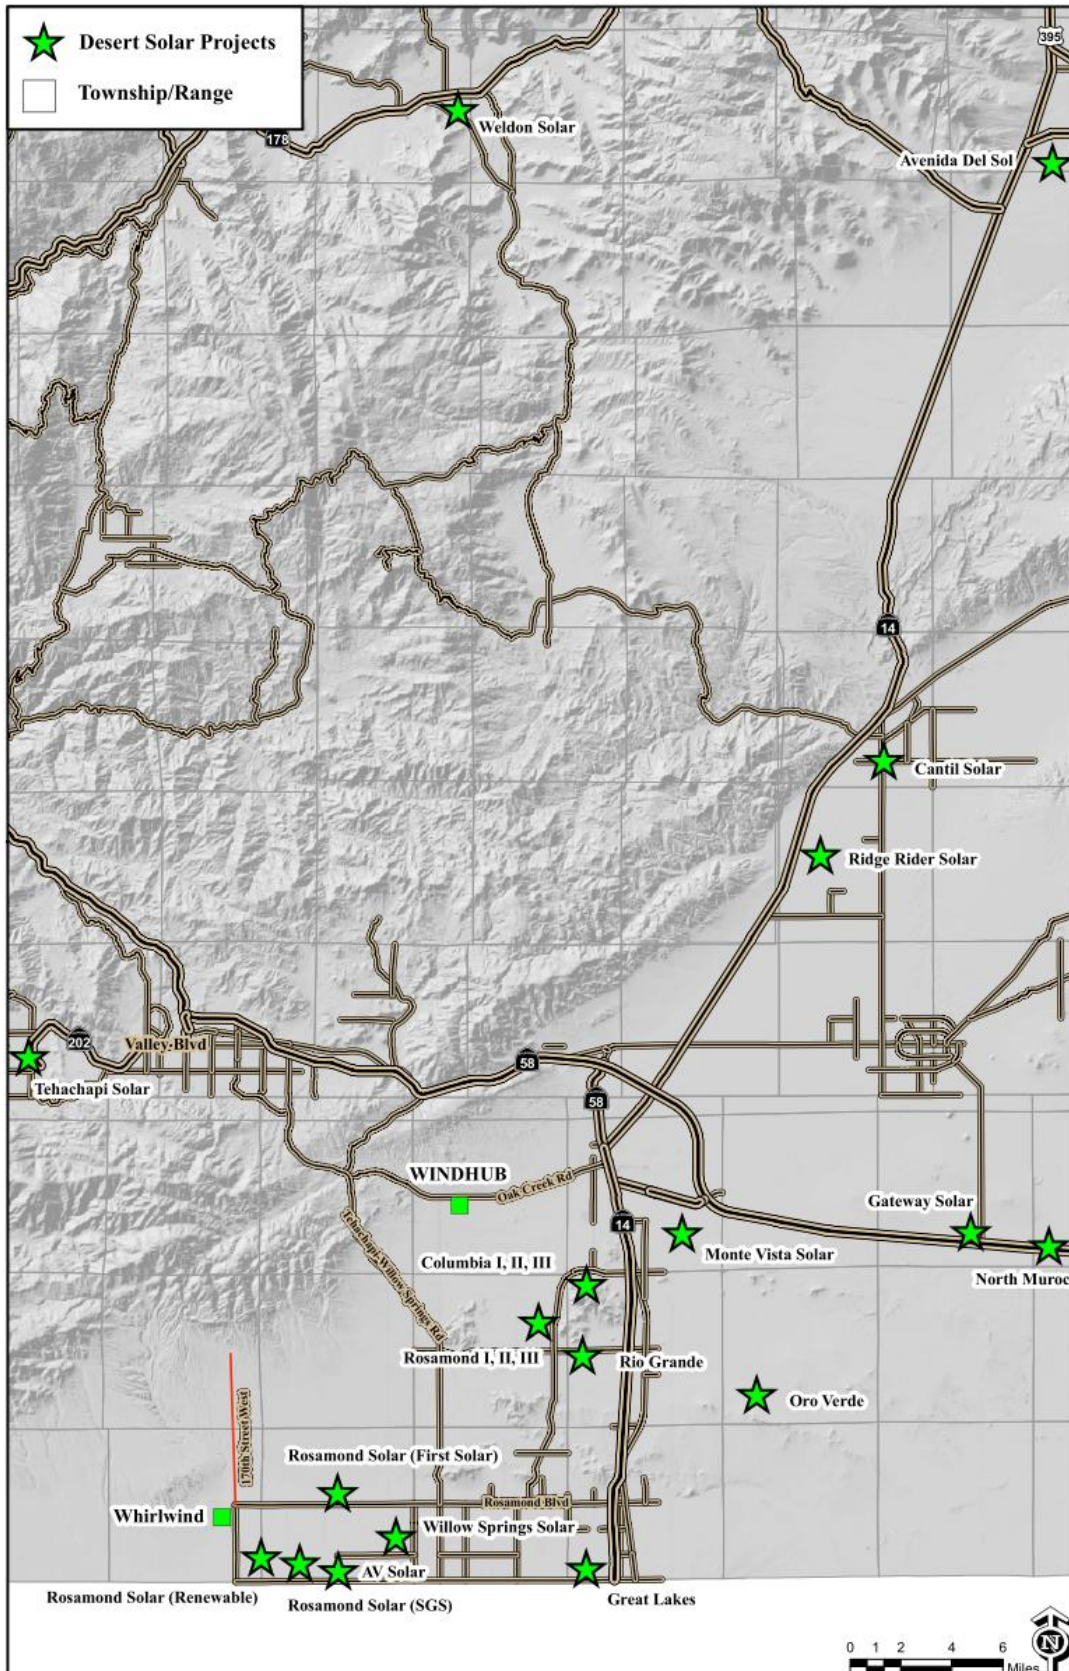 Desert Solar Projects
Township/Range
395
178
Weldon Solar
Avenida Del Sol
14
Cantil Solar
Ridge Rider Solar
202
Valley Blvd
Tehachapi Solar
58
58
WINDHUB
Oak Creek Rd
Tehachapi-Willow Springs Rd
14
Gateway Solar
Monte Vista Solar
North Muroc
Columbia I, II, III
Rosamond I, II, III
Rio Grande
Oro Verde
170th Street West
Rosamond Solar (First Solar)
Rosamond Blvd
Whirlwind
Willow Springs Solar
AV Solar
Rosamond Solar (Renewable)
Rosamond Solar (SGS)
Great Lakes
N
0 1 2 4 6
Miles